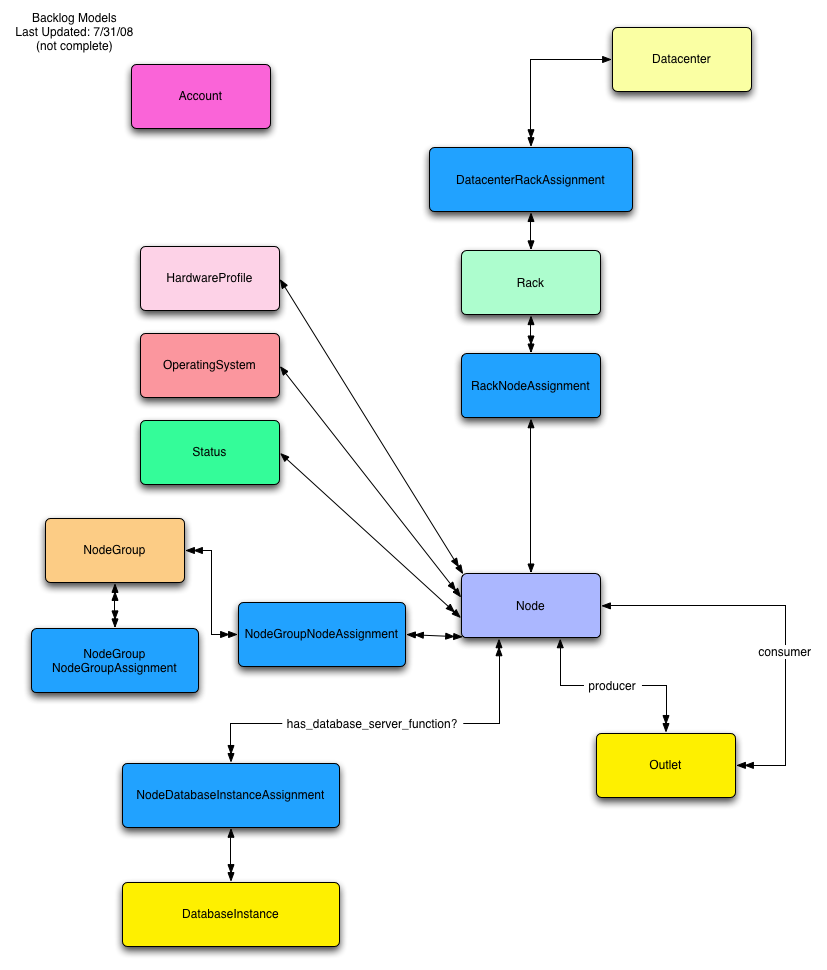 Backlog Models
Last Updated: 7/31/08
(not complete)
Datacenter
Account
DatacenterRackAssignment
HardwareProfile
Rack
OperatingSystem
RackNodeAssignment
Status
NodeGroup
Node
NodeGroupNodeAssignment
NodeGroup
NodeGroupAssignment
consumer
producer
has_database_server_function?
Outlet
NodeDatabaseInstanceAssignment
DatabaseInstance